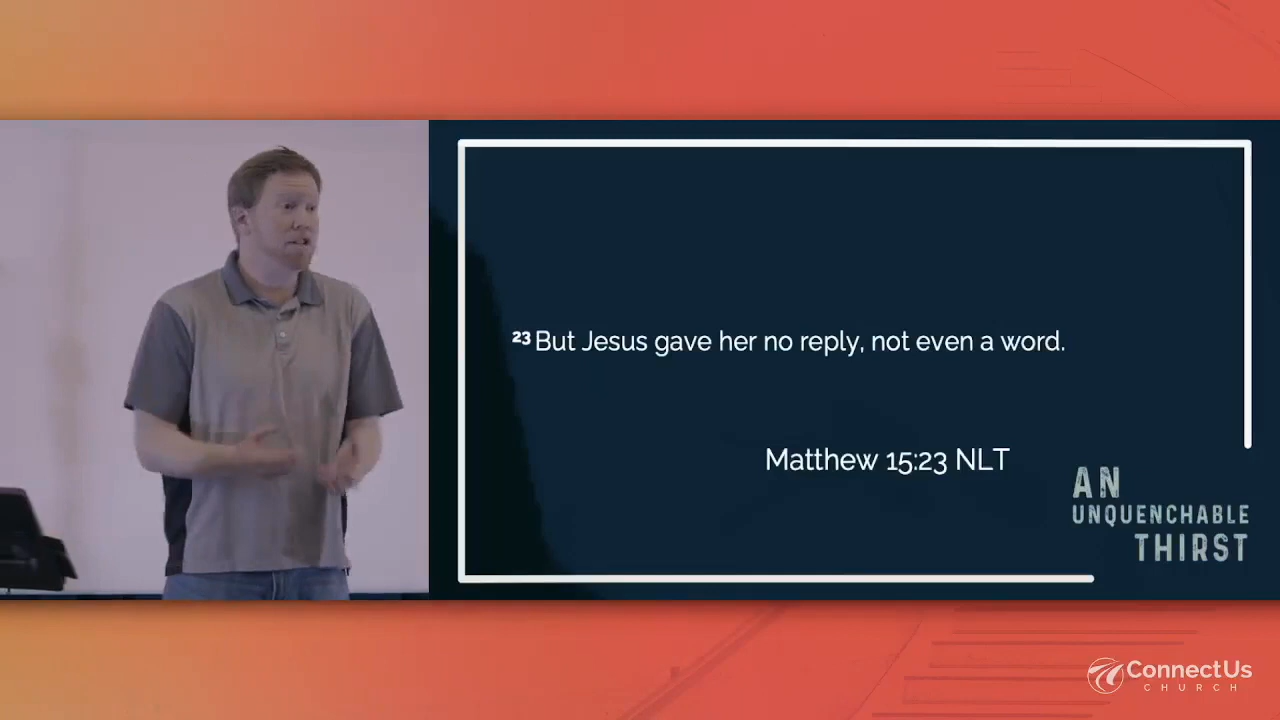 ²³ But Jesus gave her no reply, not even a word.
Matthew 15:23 NLT
AN
UNQUENCHABLE
THIRST
ConnectUs
CHURCH